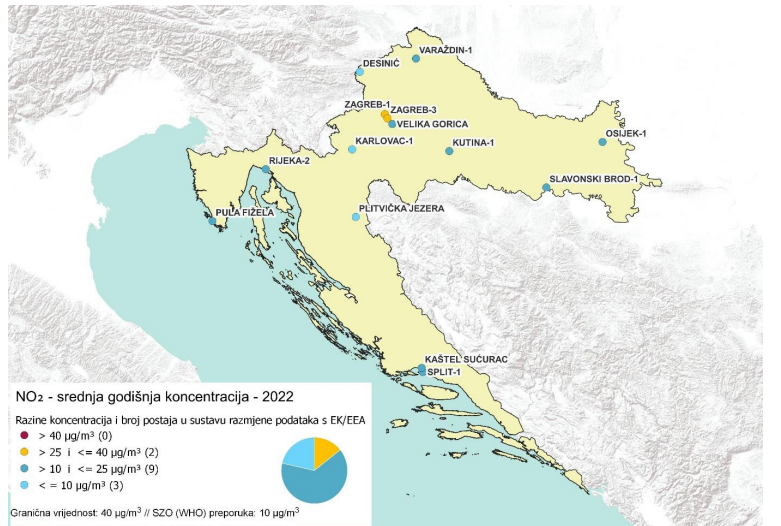 VARAŽDIN-1
DESINIĆ
ZAGREB-1
ZAGREB-3
VELIKA GORICA
OSIJEK-1
KARLOVAC-1
KUTINA-1
RIJEKA-2
SLAVONSKI BROD-1
PULA FIŽELA
PLITVIČKA JEZERA
KAŠTEL SUĆURAC
SPLIT-1
NO₂ - srednja godišnja koncentracija - 2022
Razine koncentracija i broj postaja u sustavu razmjene podataka s EK/EEA
> 40 µg/m³ (0)
> 25 i <= 40 µg/m³ (2)
> 10 i <= 25 µg/m³ (9)
< = 10 µg/m³ (3)
Granična vrijednost: 40 µg/m³ // SZO (WHO) preporuka: 10 µg/m³